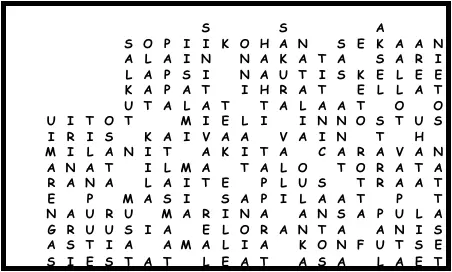 S S A
SOPIIKOHAN SEKAAN
ALAIN NAKATA SARI
LAPSI NAUTISKELEE
KAPAT IHRAT ELLAT
UTALAT TALAAT O O
UITOT MIELI INNOSTUS
IRIS KAIVAA VAIN T H
MILANIT AKITA CARAVAN
ANAT ILMA TALO TORATA
RANA LAITE PLUS TRAAT
E P MASI SAPILAAT P T
NAURU MARINA ANSAPULA
GRUUSIA ELORANTA ANIS
ASTIA AMALIA KONFUTSE
SIESTAT LEAT ASA LAET